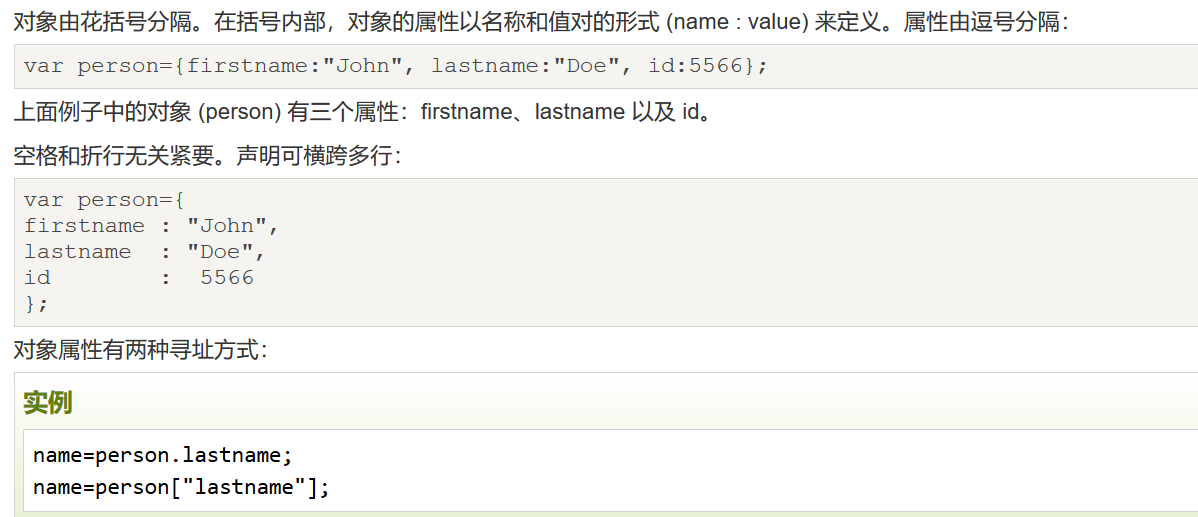 对象由花括号分隔。在括号内部，对象的属性以名称和值对的形式 (name : value) 来定义。属性由逗号分隔：
var person={firstname:"John", lastname:"Doe", id:5566};
上面例子中的对象 (person) 有三个属性：firstname、lastname 以及 id。
空格和折行无关紧要。声明可横跨多行：
var person={
firstname : "John",
lastname  : "Doe",
id        :  5566
};
对象属性有两种寻址方式：
实例
name=person.lastname;
name=person["lastname"];